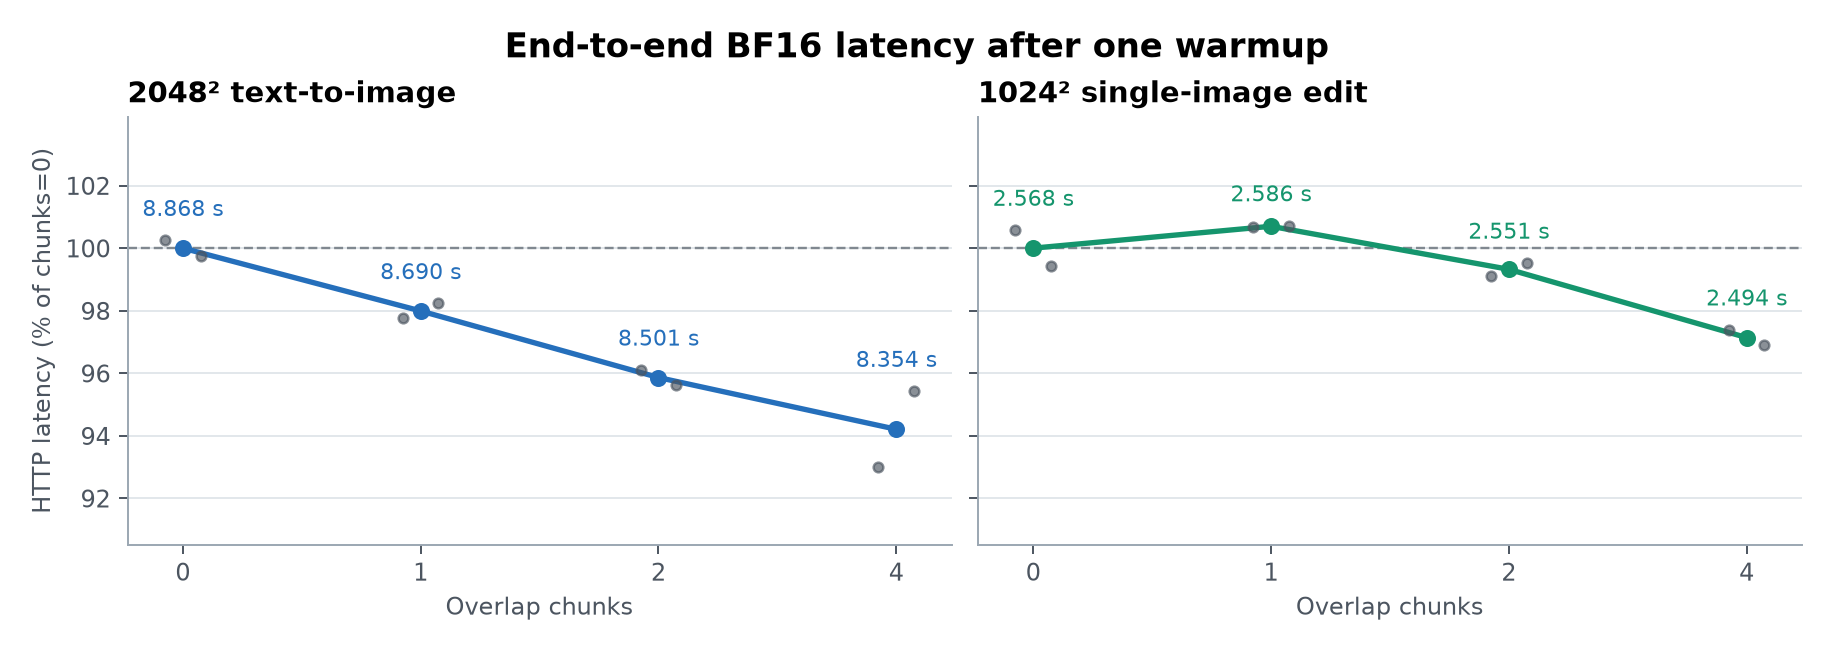 End-to-end BF16 latency after one warmup
2048² text-to-image
HTTP latency (% of chunks=0)
102
100
98
96
94
92
8.868 s
8.690 s
8.501 s
8.354 s
0 1 2 4
Overlap chunks
1024² single-image edit
2.568 s
2.586 s
2.551 s
2.494 s
0 1 2 4
Overlap chunks